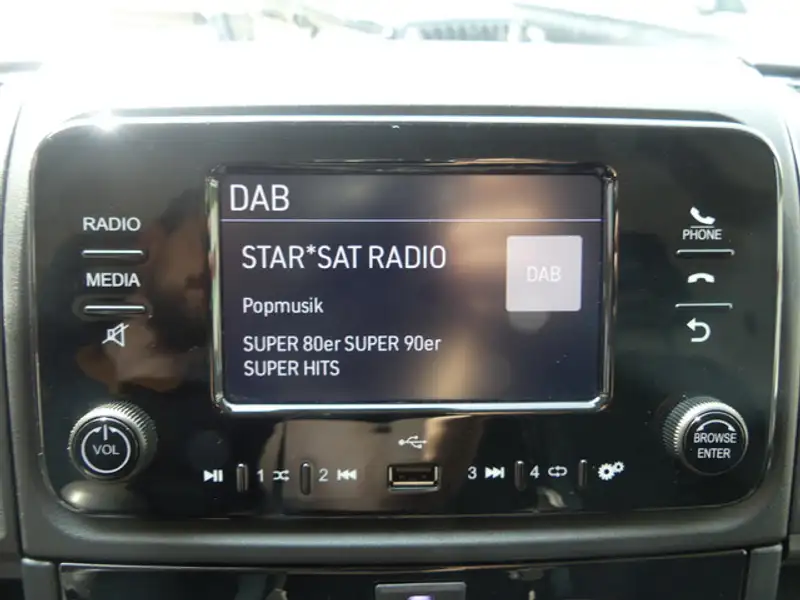 DAB
STAR*SAT RADIO
DAB
Popmusik
SUPER 80er SUPER 90er
SUPER HITS
RADIO
MEDIA
VOL
1
2
3
4
PHONE
BROWSE
ENTER